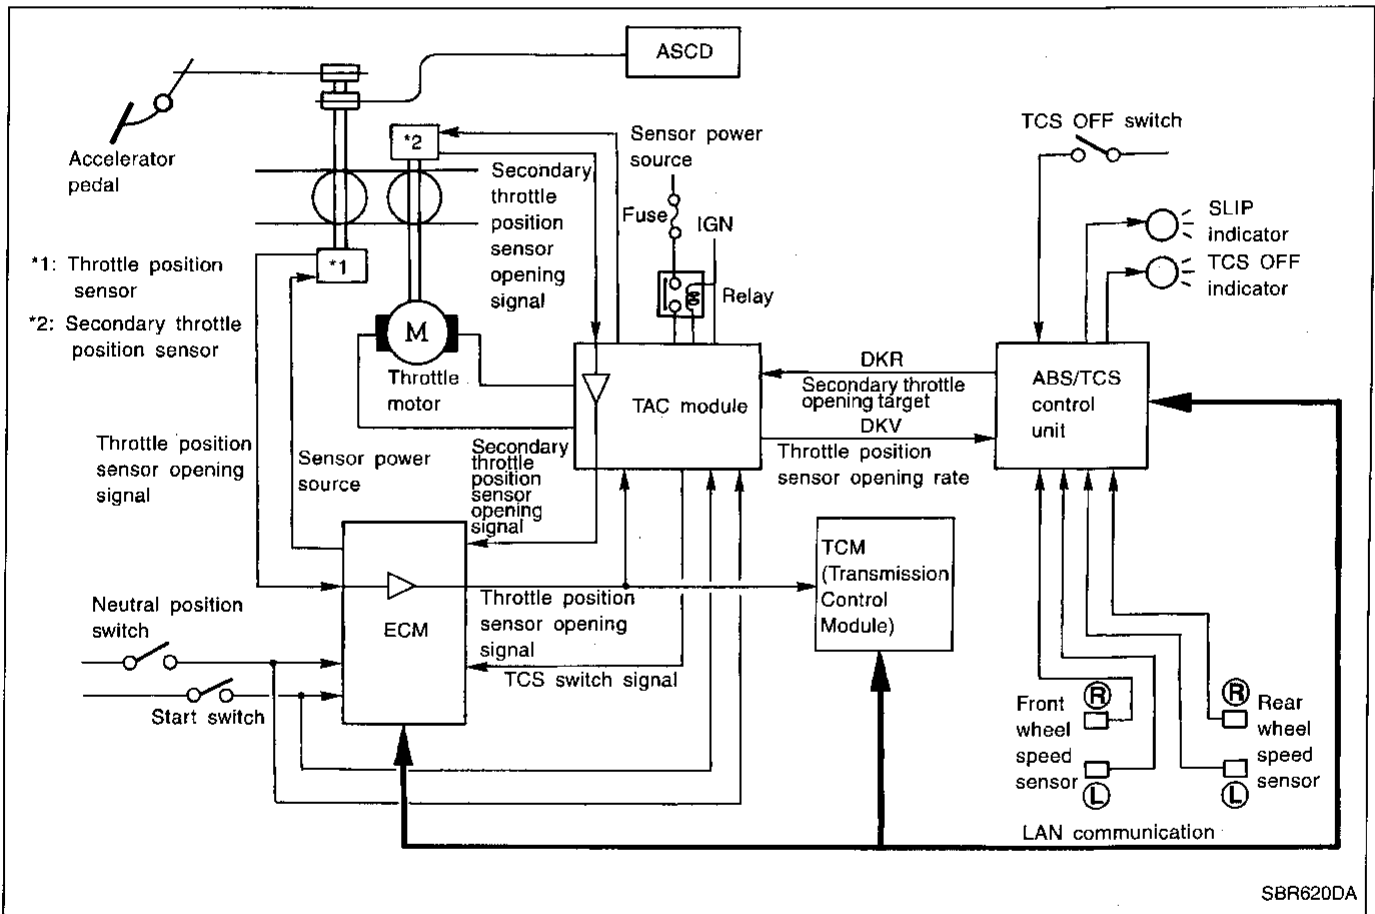 ASCD
Accelerator
pedal
*2
Sensor power
source
TCS OFF switch
Secondary
throttle
position
sensor
opening
signal
Fuse
IGN
Relay
SLIP
indicator
TCS OFF
indicator
*1
*1: Throttle position
sensor
*2: Secondary throttle
position sensor
M
Throttle
motor
TAC module
DKR
Secondary throttle
opening target
DKV
Throttle position
sensor opening rate
ABS/TCS
control
unit
Throttle position
sensor opening
signal
Sensor power
source
Secondary
throttle
position
sensor
opening
signal
ECM
Throttle position
sensor opening
signal
TCS switch signal
TCM
(Transmission
Control
Module)
Neutral position
switch
Start switch
Front
wheel
speed
sensor
R
L
R
L
Rear
wheel
speed
sensor
LAN communication
SBR620DA